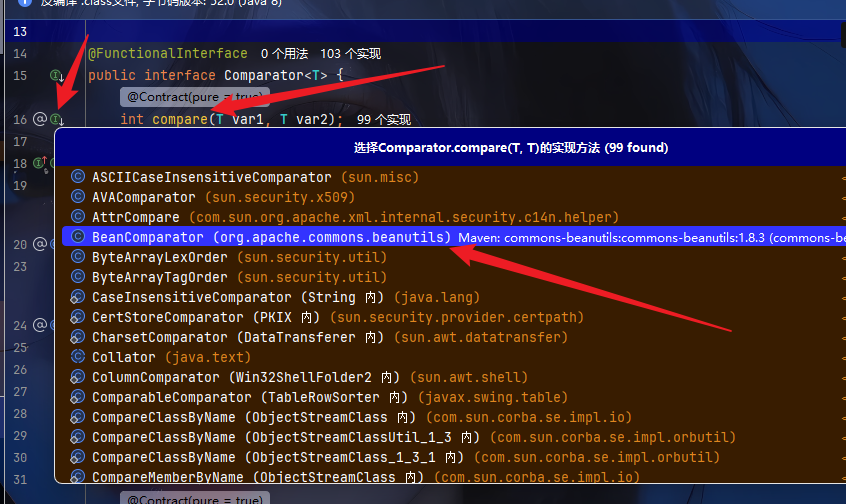 反编译 .class文件, 字节码版本: 52.0 (Java 8)
13
14 @FunctionalInterface 0 个用法 103 个实现
15 public interface Comparator<T> {
@Contract(pure = true)
16 int compare(T var1, T var2); 99 个实现
17
选择Comparator.compare(T, T)的实现方法 (99 found)
18
ASCIICaseInsensitiveComparator (sun.misc)
19
AVAComparator (sun.security.x509)
AttrCompare (com.sun.org.apache.xml.internal.security.c14n.helper)
20
BeanComparator (org.apache.commons.beanutils) Maven: commons-beanutils:commons-beanutils:1.8.3 (commons-be
23
ByteArrayLexOrder (sun.security.util)
ByteArrayTagOrder (sun.security.util)
CaseInsensitiveComparator (String 内) (java.lang)
24
CertStoreComparator (PKIX 内) (sun.security.provider.certpath)
25
CharsetComparator (DataTransferer 内) (sun.awt.datatransfer)
Collator (java.text)
26
ColumnComparator (Win32ShellFolder2 内) (sun.awt.shell)
27
ComparableComparator (TableRowSorter 内) (javax.swing.table)
28
CompareClassByName (ObjectStreamClass 内) (com.sun.corba.se.impl.io)
29
CompareClassByName (ObjectStreamClassUtil_1_3 内) (com.sun.corba.se.impl.orbutil)
30
CompareClassByName (ObjectStreamClass_1_3_1 内) (com.sun.corba.se.impl.orbutil)
31
CompareMemberByName (ObjectStreamClass 内) (com.sun.corba.se.impl.io)
@Contract(pure = true)